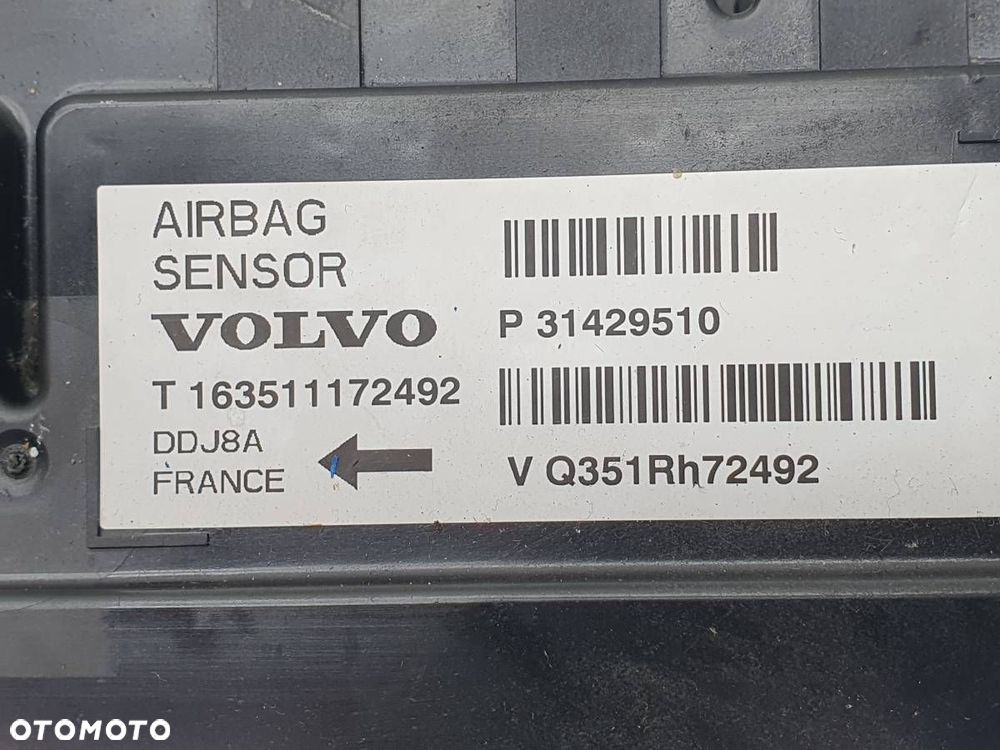 AIRBAG
SENSOR
VOLVO
T 163511172492
DDJ8A
FRANCE
P 31429510
V Q351Rh72492
OTOMOTO